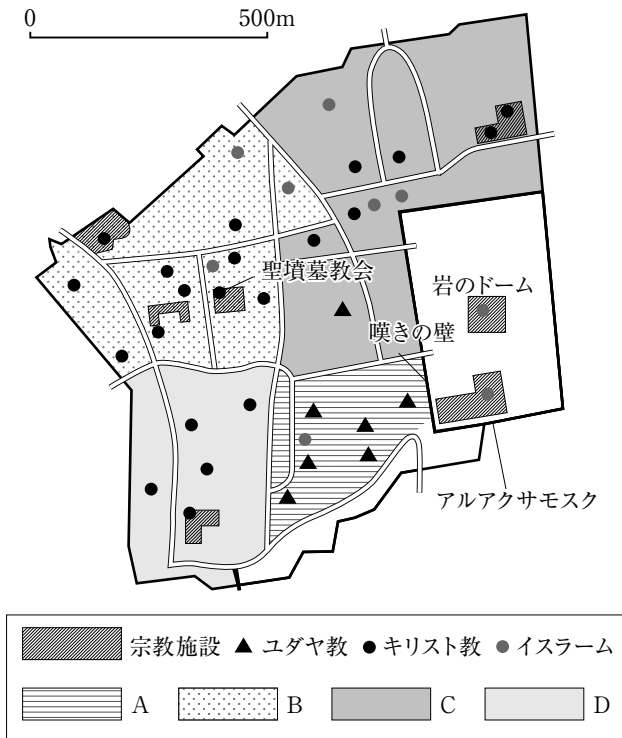 0 500m
聖墳墓教会
岩のドーム
嘆きの壁
アルアクサモスク
宗教施設 ユダヤ教 キリスト教 イスラーム
A B C D